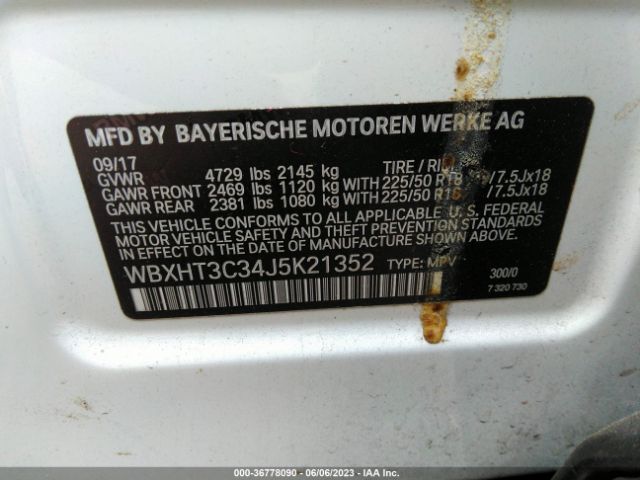 MFD BY BAYERISCHE MOTOREN WERKE AG
09/17 TIRE / RIM
GVWR 4729 lbs 2145 kg
GAWR FRONT 2469 lbs 1120 kg WITH 225/50 R18 /7.5Jx18
GAWR REAR 2381 lbs 1080 kg WITH 225/50 /7.5Jx18
THIS VEHICLE CONFORMS TO ALL APPLICABLE U.S. FEDERAL
MOTOR VEHICLE SAFETY STANDARDS IN EFFECT ON THE
DATE OF MANUFACTURE SHOWN ABOVE.
WBXHT3C34J5K21352 TYPE: MPV
300/0
7 320 730
000-36778090 - 06/06/2023 - IAA Inc.